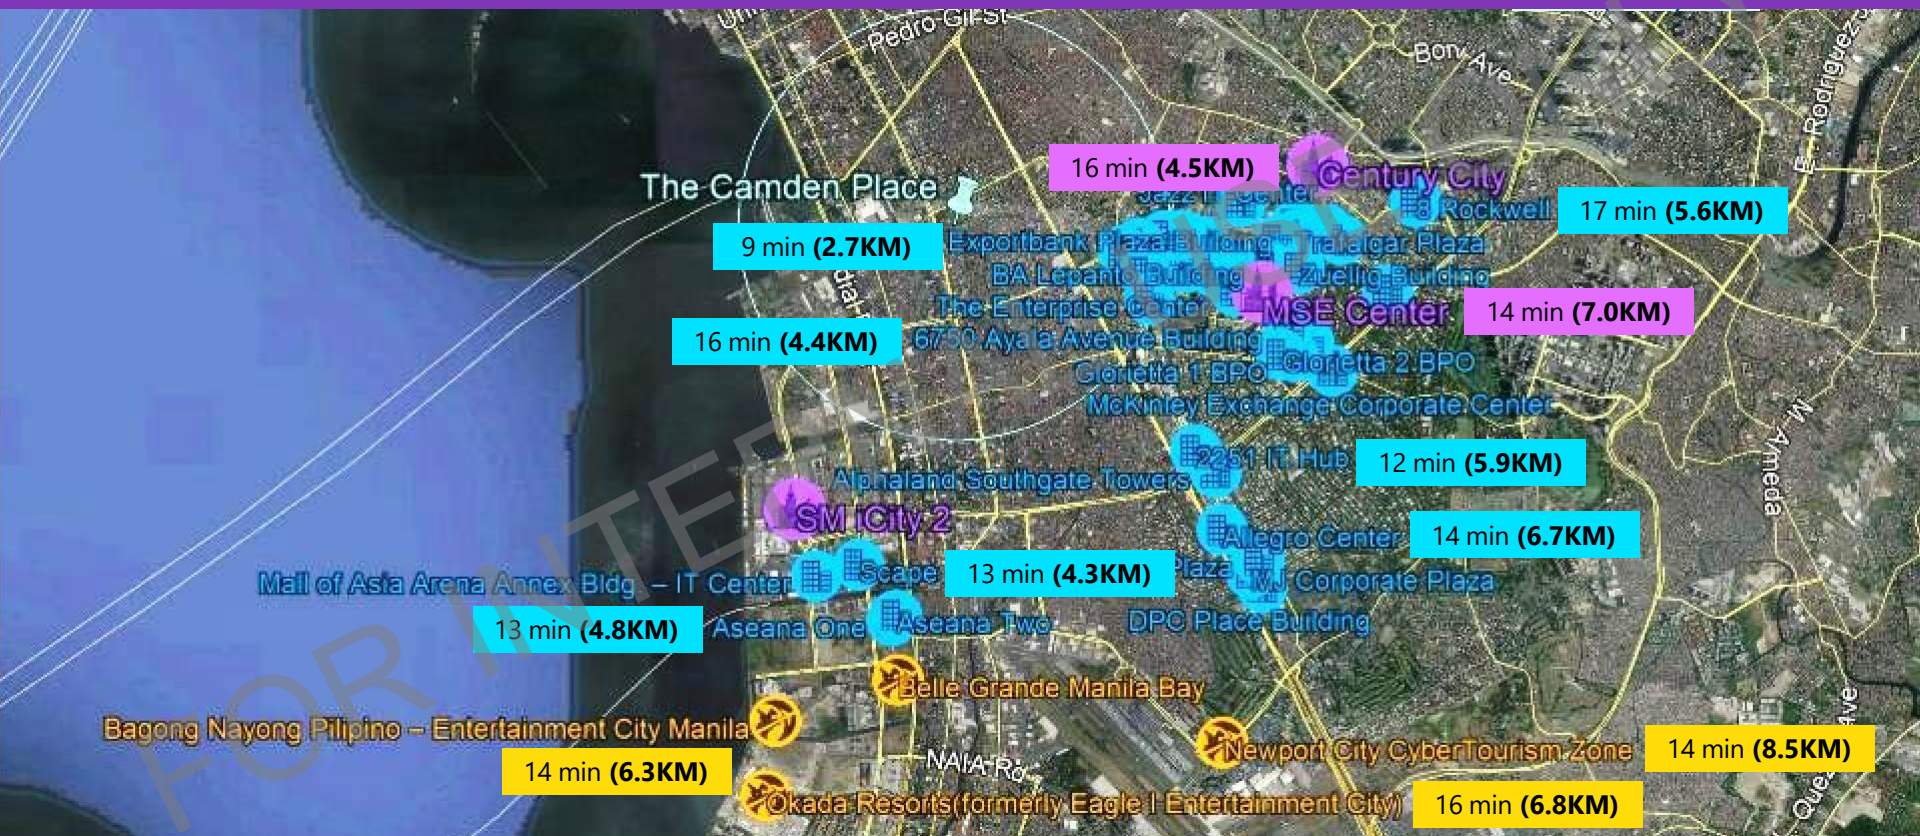 Pedro Gil St
Bon Ave
E Rodriguez J
16 min (4.5KM)
Century City
The Camden Place
Jazz
8 Rockwell
17 min (5.6KM)
9 min (2.7KM)
Exportbank Plaza Building
Trafalgar Plaza
BA Lepanto Building
Zuellig Building
The Enterprise Center
MSE Center
14 min (7.0KM)
16 min (4.4KM)
6750 Ayala Avenue Building
Glorietta 1 BPO
Glorietta 2 BPO
McKinley Exchange Corporate Center
2251 IT Hub
12 min (5.9KM)
Alphaland Southgate Towers
SM iCity 2
Allegro Center
14 min (6.7KM)
Mall of Asia Arena Annex Bldg. – IT Center
Scape
13 min (4.3KM)
Plaza
JMJ Corporate Plaza
13 min (4.8KM)
Aseana One
Aseana Two
DPC Place Building
Belle Grande Manila Bay
Bagong Nayong Pilipino – Entertainment City Manila
14 min (6.3KM)
NAIA Rd
Newport City CyberTourism Zone
14 min (8.5KM)
Okada Resorts(formerly Eagle I Entertainment City)
16 min (6.8KM)
FOR INTER